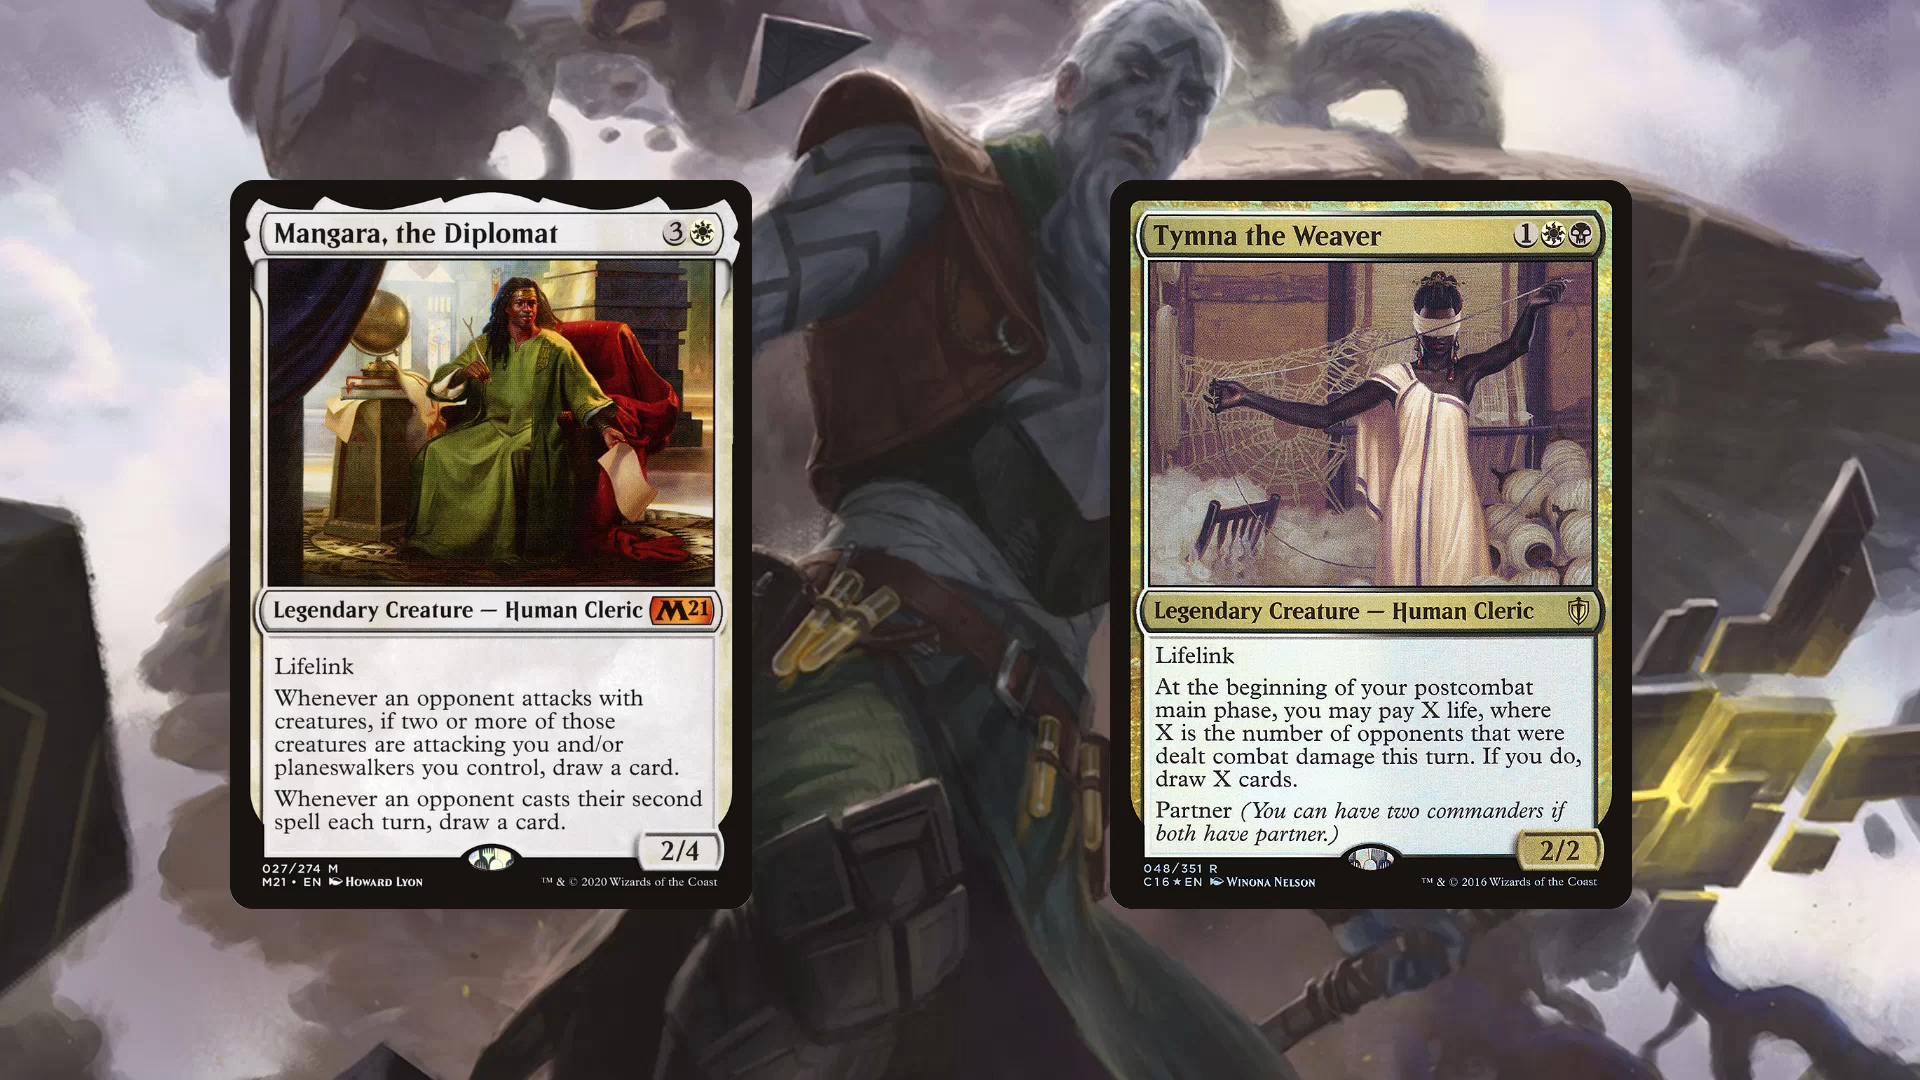 Mangara, the Diplomat
3
Legendary Creature — Human Cleric
M21
Lifelink
Whenever an opponent attacks with
creatures, if two or more of those
creatures are attacking you and/or
planeswalkers you control, draw a card.
Whenever an opponent casts their second
spell each turn, draw a card.
2/4
027/274 M
M21 • EN Howard Lyon
™ & © 2020 Wizards of the Coast
Tymna the Weaver
1
Legendary Creature — Human Cleric
Lifelink
At the beginning of your postcombat
main phase, you may pay X life, where
X is the number of opponents that were
dealt combat damage this turn. If you do,
draw X cards.
Partner (You can have two commanders if
both have partner.)
2/2
048/351 R
C16 ★ EN Winona Nelson
™ & © 2016 Wizards of the Coast